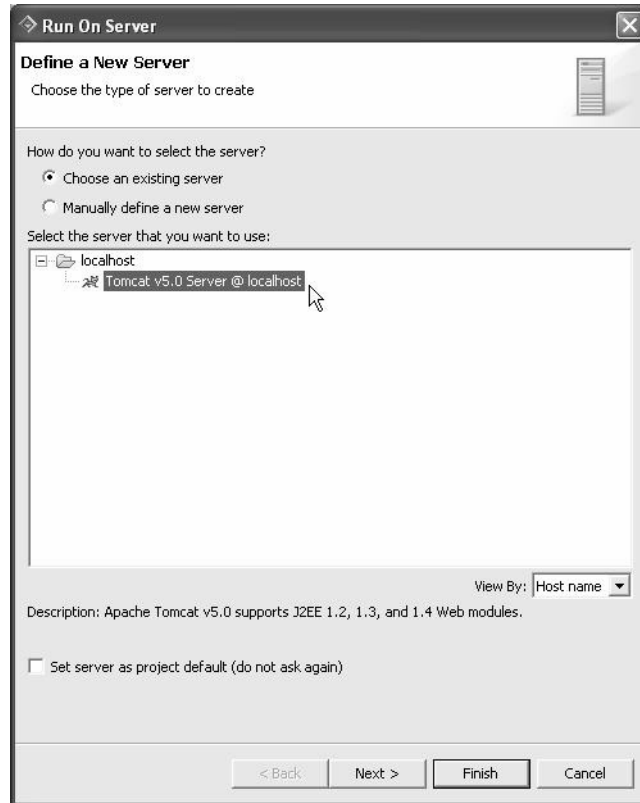 Run On Server
Define a New Server
Choose the type of server to create
How do you want to select the server?
Choose an existing server
Manually define a new server
Select the server that you want to use:
localhost
Tomcat v5.0 Server @ localhost
View By: Host name
Description: Apache Tomcat v5.0 supports J2EE 1.2, 1.3, and 1.4 Web modules.
Set server as project default (do not ask again)
< Back Next > Finish Cancel